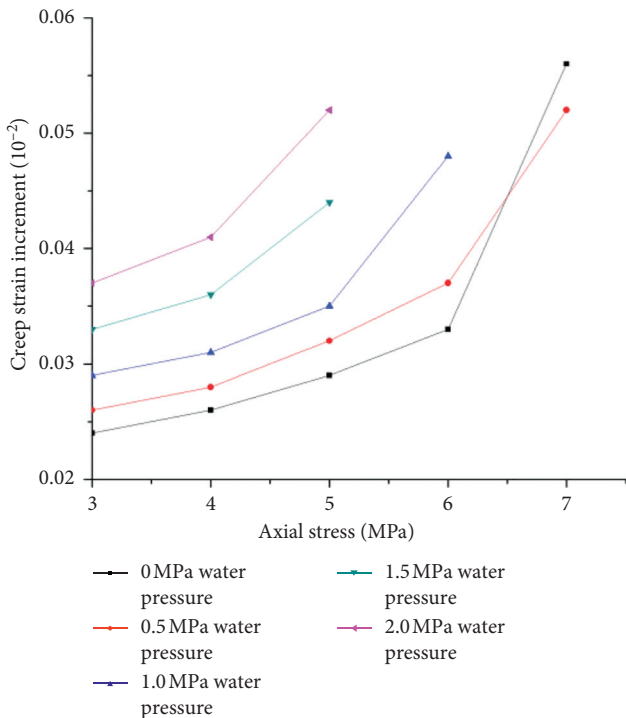 0.06
0.05
0.04
0.03
0.02
Creep strain increment (10⁻²)
3 4 5 6 7
Axial stress (MPa)
0 MPa water
pressure
0.5 MPa water
pressure
1.0 MPa water
pressure
1.5 MPa water
pressure
2.0 MPa water
pressure